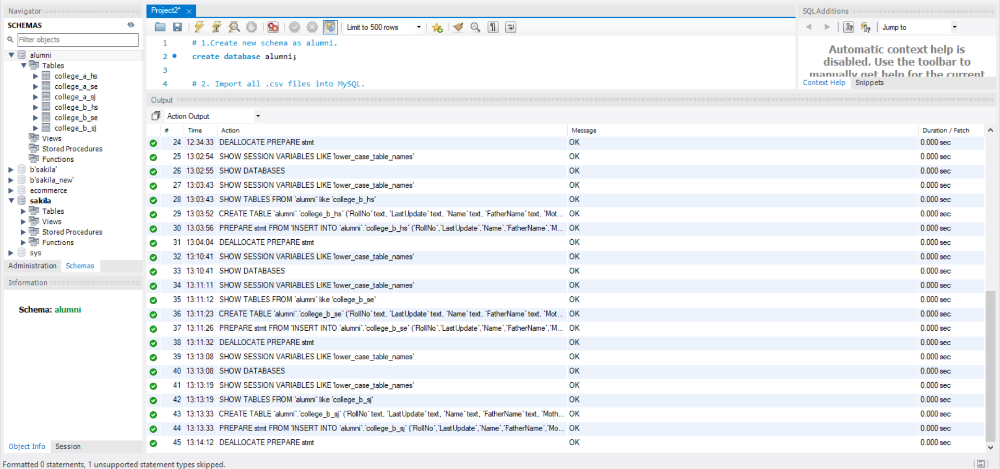 Navigator
SCHEMAS
Filter objects
alumni
Tables
college_a_hs
college_a_se
college_a_sj
college_b_hs
college_b_se
college_b_sj
Views
Stored Procedures
Functions
b'sakila'
b'sakila_new'
ecommerce
sakila
Tables
Views
Stored Procedures
Functions
sys
Administration Schemas
Information
Schema: alumni
Object Info Session
Project2*
Limit to 500 rows
1 # 1.Create new schema as alumni.
2 create database alumni;
3
4 # 2. Import all .csv files into MySQL.
SQLAdditions
Jump to
Automatic context help is
disabled. Use the toolbar to
manually get help for the current
Context Help Snippets
Output
Action Output
# Time Action Message Duration / Fetch
24 12:34:33 DEALLOCATE PREPARE stmt OK 0.000 sec
25 13:02:54 SHOW SESSION VARIABLES LIKE 'lower_case_table_names' OK 0.000 sec
26 13:02:55 SHOW DATABASES OK 0.000 sec
27 13:03:43 SHOW SESSION VARIABLES LIKE 'lower_case_table_names' OK 0.000 sec
28 13:03:43 SHOW TABLES FROM `alumni` like 'college_b_hs' OK 0.000 sec
29 13:03:52 CREATE TABLE `alumni`.`college_b_hs` (`RollNo` text, `LastUpdate` text, `Name` text, `FatherName` text, `Mot... OK 0.000 sec
30 13:03:56 PREPARE stmt FROM 'INSERT INTO `alumni`.`college_b_hs` (`RollNo`,`LastUpdate`,`Name`,`FatherName`,`M... OK 0.000 sec
31 13:04:04 DEALLOCATE PREPARE stmt OK 0.000 sec
32 13:10:41 SHOW SESSION VARIABLES LIKE 'lower_case_table_names' OK 0.000 sec
33 13:10:41 SHOW DATABASES OK 0.000 sec
34 13:11:11 SHOW SESSION VARIABLES LIKE 'lower_case_table_names' OK 0.000 sec
35 13:11:12 SHOW TABLES FROM `alumni` like 'college_b_se' OK 0.000 sec
36 13:11:23 CREATE TABLE `alumni`.`college_b_se` (`RollNo` text, `LastUpdate` text, `Name` text, `FatherName` text, `Mot... OK 0.000 sec
37 13:11:26 PREPARE stmt FROM 'INSERT INTO `alumni`.`college_b_se` (`RollNo`,`LastUpdate`,`Name`,`FatherName`,`M... OK 0.000 sec
38 13:11:32 DEALLOCATE PREPARE stmt OK 0.000 sec
39 13:13:08 SHOW SESSION VARIABLES LIKE 'lower_case_table_names' OK 0.000 sec
40 13:13:08 SHOW DATABASES OK 0.000 sec
41 13:13:19 SHOW SESSION VARIABLES LIKE 'lower_case_table_names' OK 0.000 sec
42 13:13:19 SHOW TABLES FROM `alumni` like 'college_b_sj' OK 0.000 sec
43 13:13:33 CREATE TABLE `alumni`.`college_b_sj` (`RollNo` text, `LastUpdate` text, `Name` text, `FatherName` text, `Moth... OK 0.000 sec
44 13:13:33 PREPARE stmt FROM 'INSERT INTO `alumni`.`college_b_sj` (`RollNo`,`LastUpdate`,`Name`,`FatherName`,`Mo... OK 0.000 sec
45 13:14:12 DEALLOCATE PREPARE stmt OK 0.000 sec
Formatted 0 statements, 1 unsupported statement types skipped.